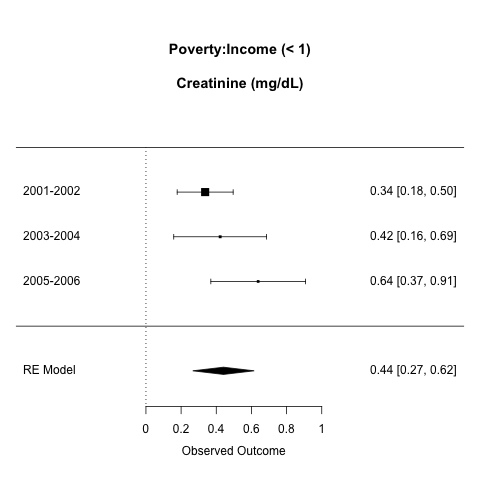 Poverty:Income (< 1)
Creatinine (mg/dL)
2001-2002 0.34 [0.18, 0.50]
2003-2004 0.42 [0.16, 0.69]
2005-2006 0.64 [0.37, 0.91]
RE Model 0.44 [0.27, 0.62]
0 0.2 0.4 0.6 0.8 1
Observed Outcome